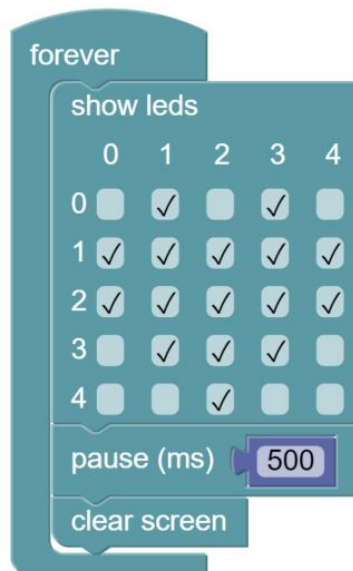 forever
show leds
0 1 2 3 4
0
1
2
3
4
pause (ms) 500
clear screen